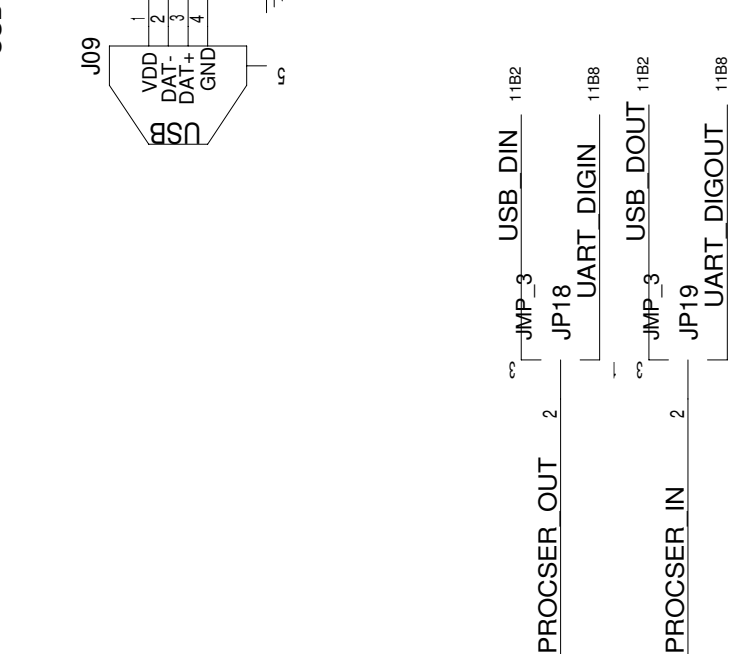 J09
1
2
3
4
VDD
DAT-
DAT+
GND
USB
5
USB_DIN
11B2
UART_DIGIN
11B8
JMP_3
JP18
3
1
2
PROCSER_OUT
USB_DOUT
11B2
UART_DIGOUT
11B8
JMP_3
JP19
3
2
PROCSER_IN